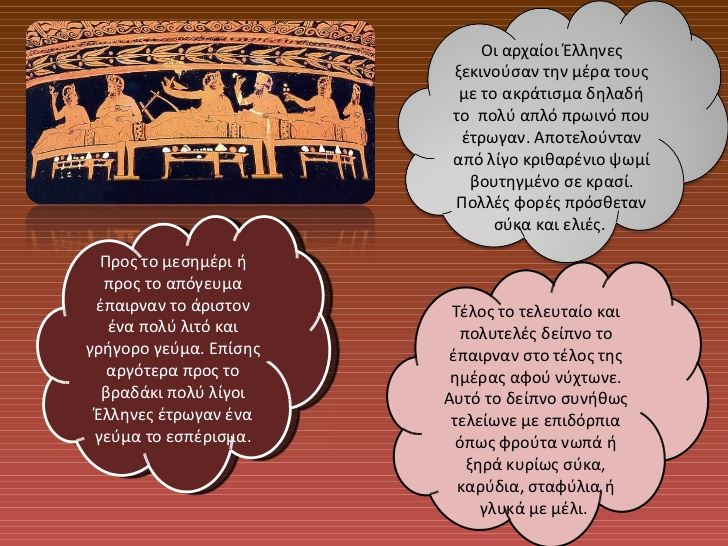 Οι αρχαίοι Έλληνες
ξεκινούσαν την μέρα τους
με το ακράτισμα δηλαδή
το πολύ απλό πρωινό που
έτρωγαν. Αποτελούνταν
από λίγο κριθαρένιο ψωμί
βουτηγμένο σε κρασί.
Πολλές φορές πρόσθεταν
σύκα και ελιές.
Προς το μεσημέρι ή
προς το απόγευμα
έπαιρναν το άριστον
ένα πολύ λιτό και
γρήγορο γεύμα. Επίσης
αργότερα προς το
βραδάκι πολύ λίγοι
Έλληνες έτρωγαν ένα
γεύμα το εσπέρισμα.
Τέλος το τελευταίο και
πολυτελές δείπνο το
έπαιρναν στο τέλος της
ημέρας αφού νύχτωνε.
Αυτό το δείπνο συνήθως
τελείωνε με επιδόρπια
όπως φρούτα νωπά ή
ξηρά κυρίως σύκα,
καρύδια, σταφύλια ή
γλυκά με μέλι.